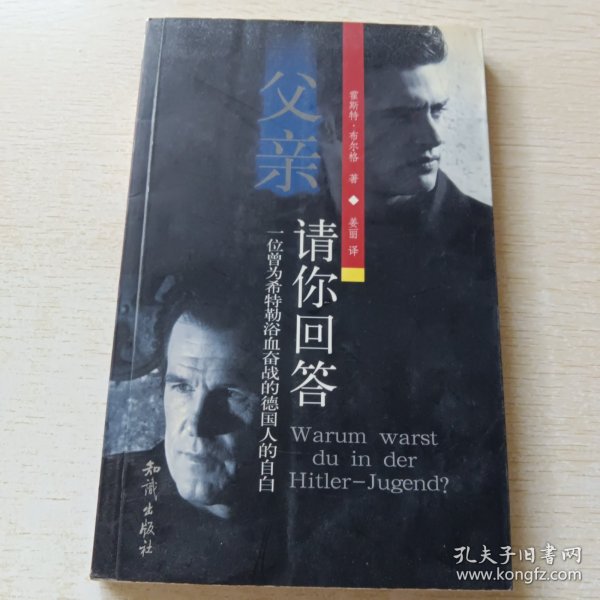 父亲
请你回答
一位曾为希特勒浴血奋战的德国人的自白
霍斯特·布尔格 著 ◆ 姜丽 译
Warum warst
du in der
Hitler-Jugend?
知识出版社
孔夫子旧书网
www.kongfz.com